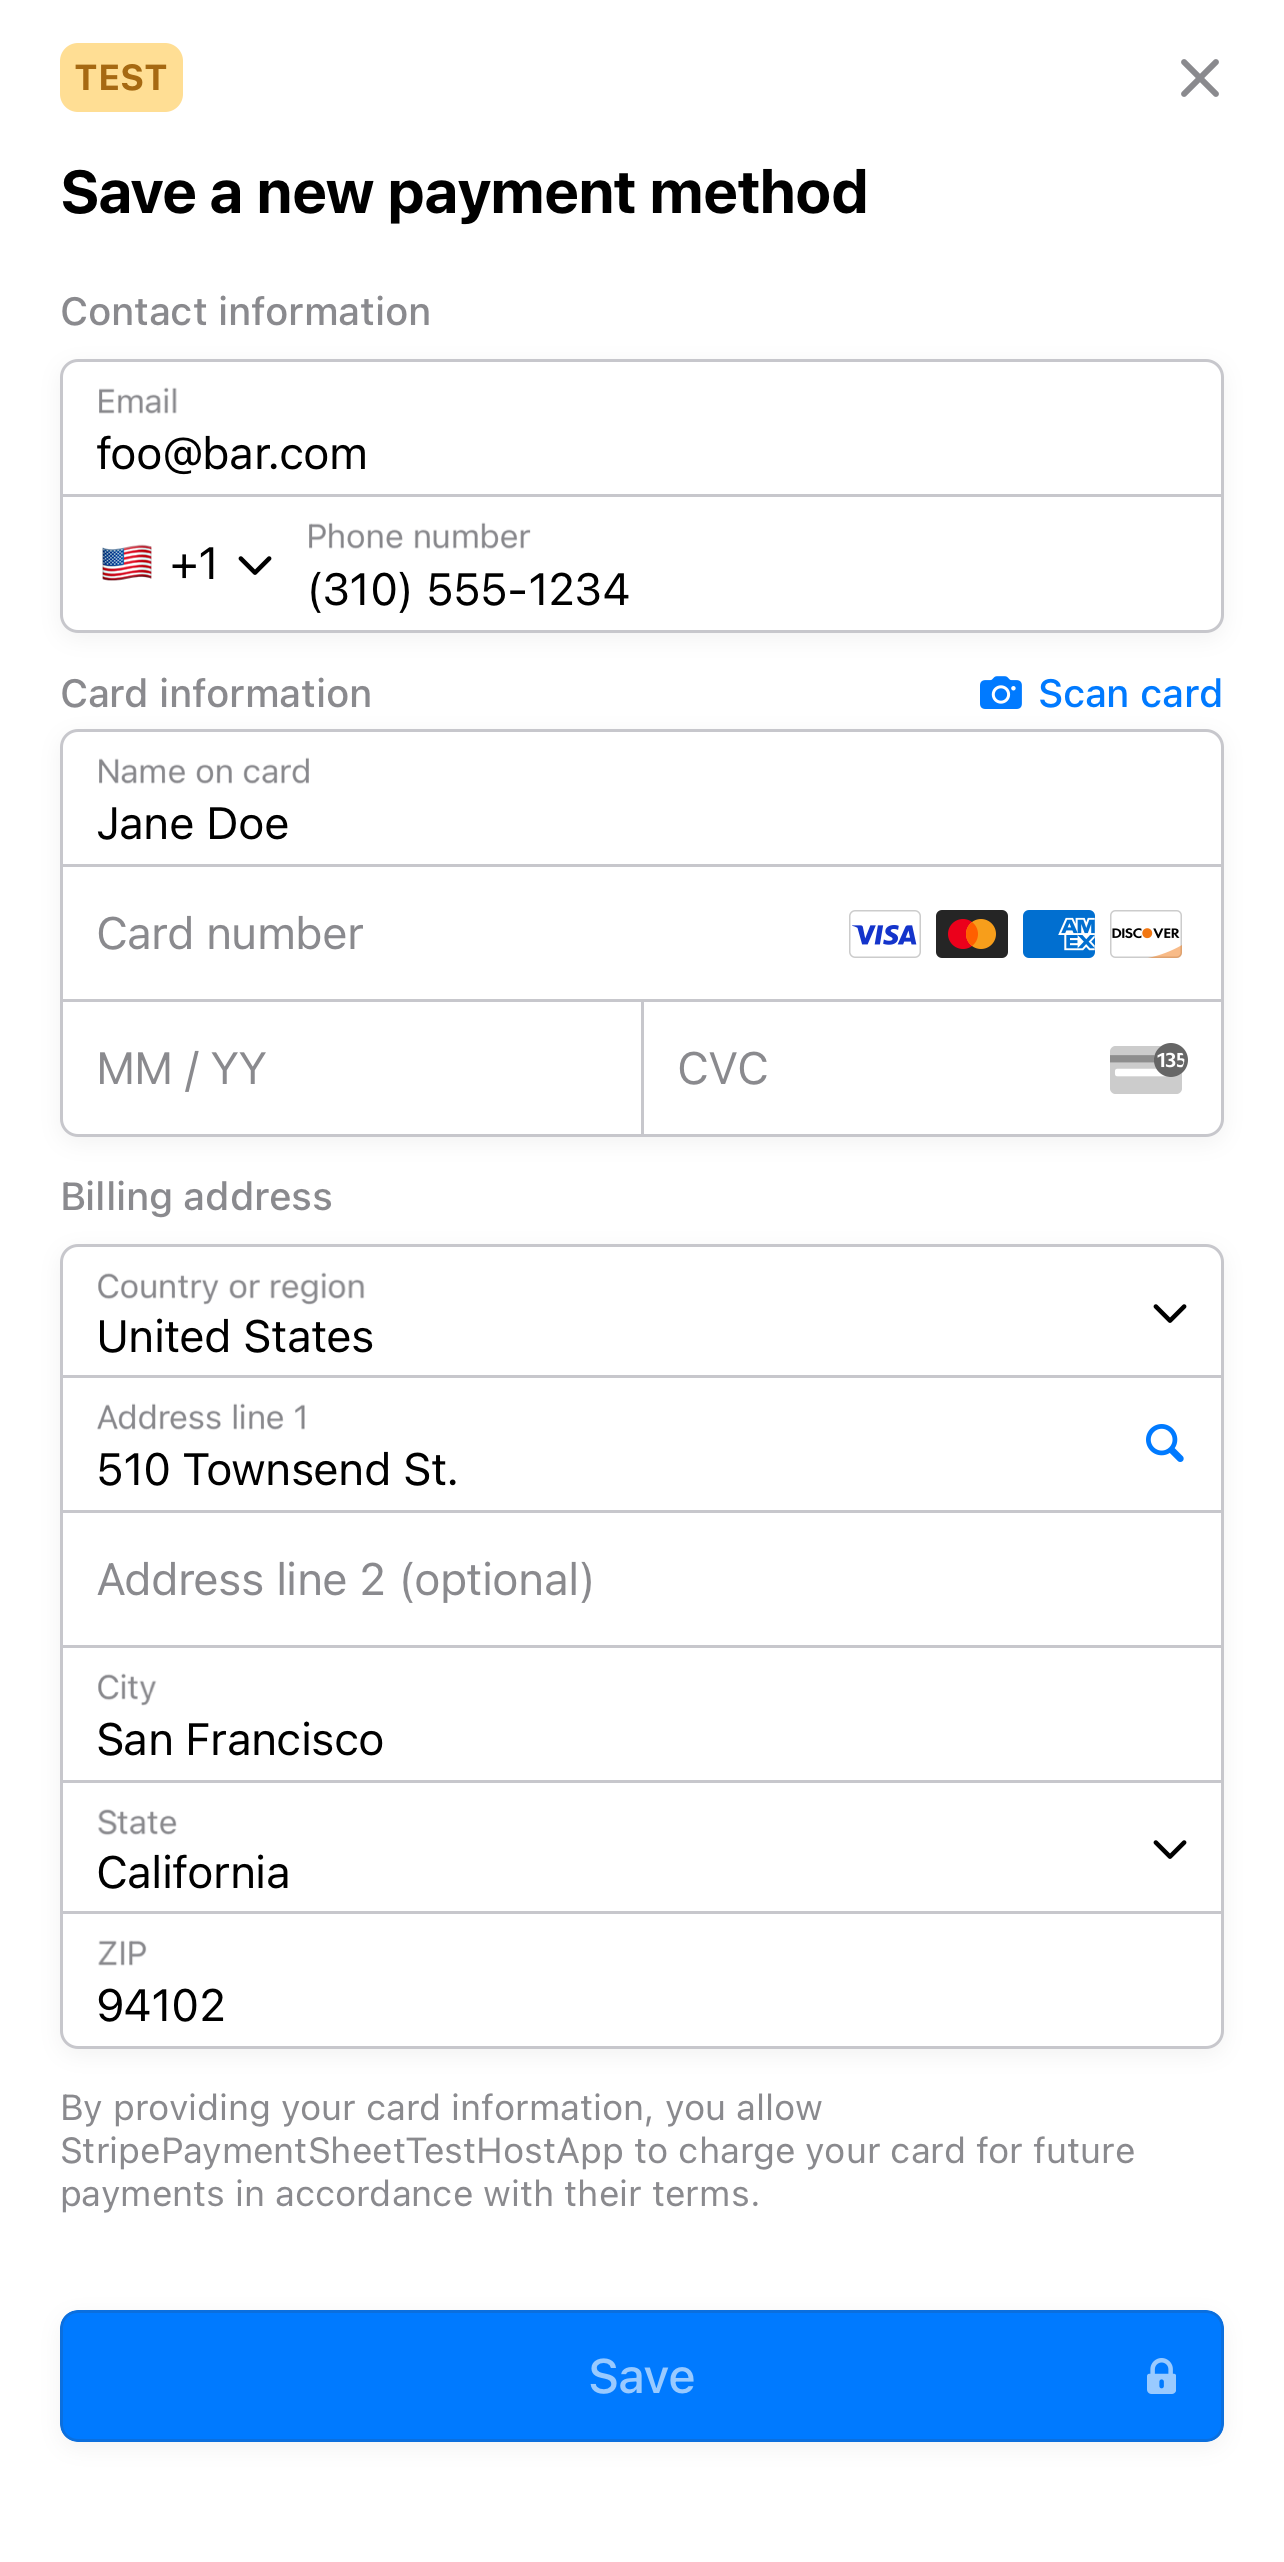 TEST
Save a new payment method
Contact information
Email
foo@bar.com
+1
Phone number
(310) 555-1234
Card information
Scan card
Name on card
Jane Doe
Card number
VISA
AM
EX
DISCOVER
MM / YY
CVC
135
Billing address
Country or region
United States
Address line 1
510 Townsend St.
Address line 2 (optional)
City
San Francisco
State
California
ZIP
94102
By providing your card information, you allow
StripePaymentSheetTestHostApp to charge your card for future
payments in accordance with their terms.
Save